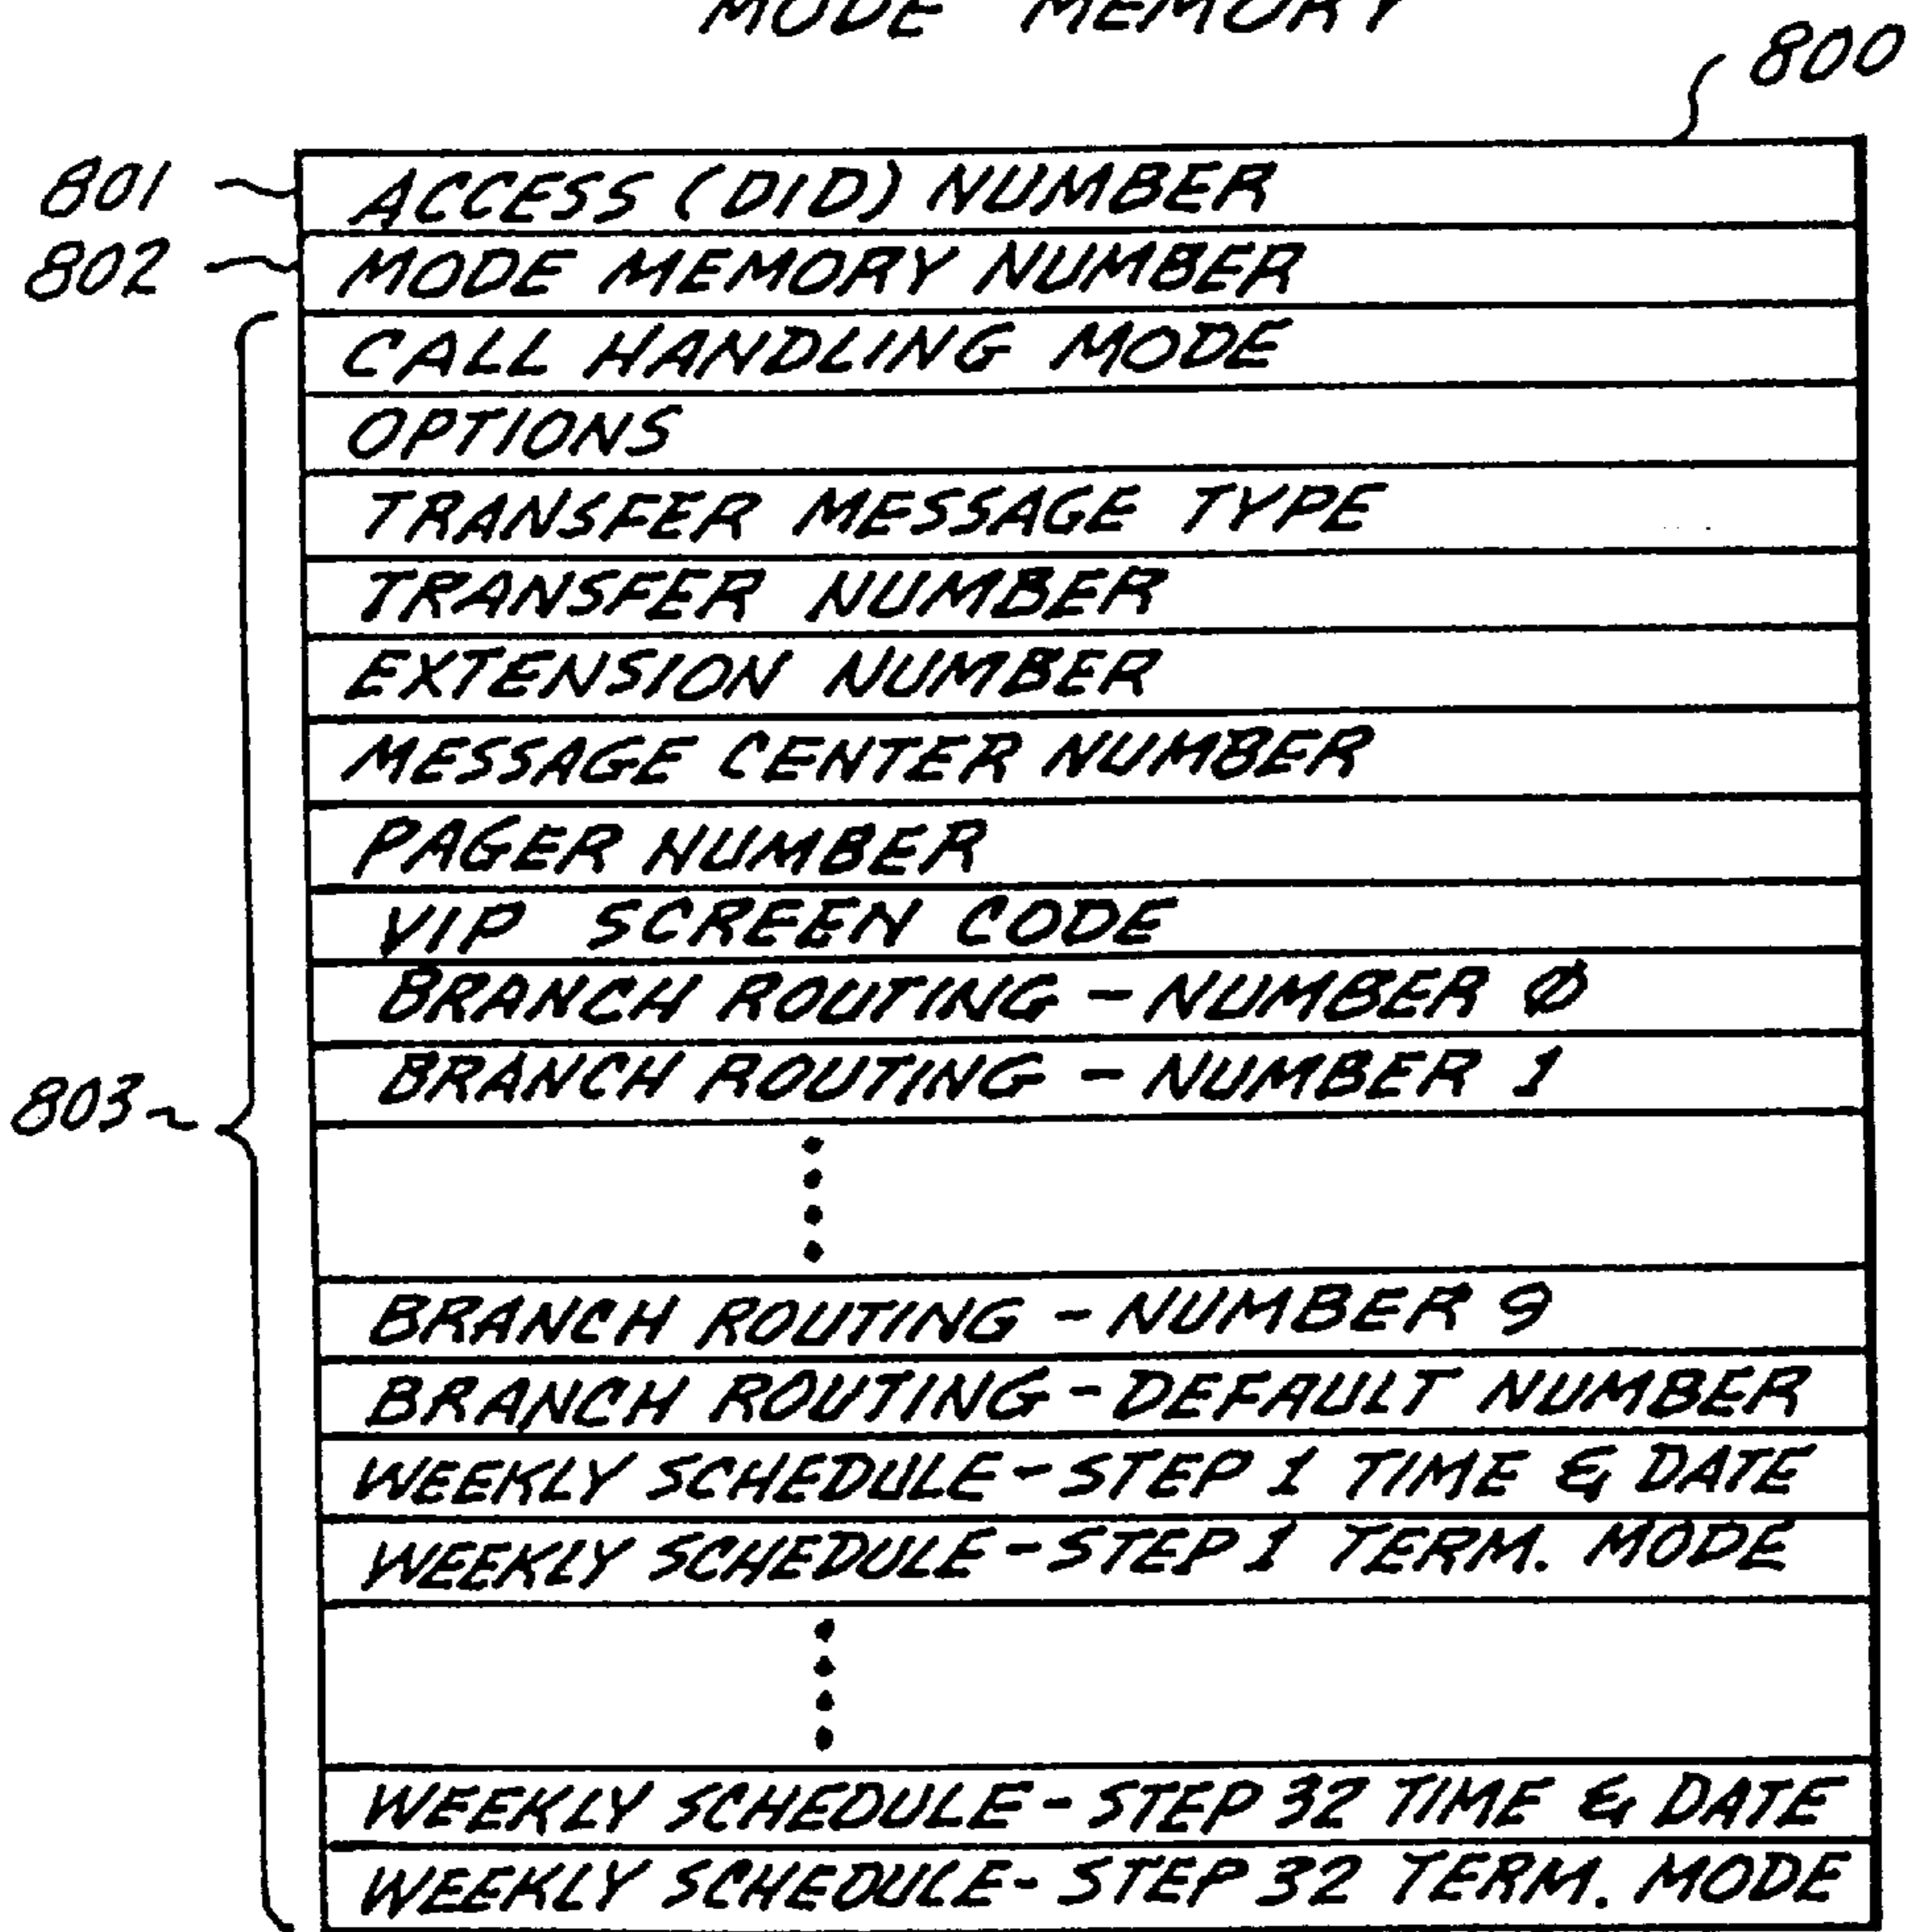 MODE MEMORY
800
801 ACCESS (DID) NUMBER
802 MODE MEMORY NUMBER
CALL HANDLING MODE
OPTIONS
TRANSFER MESSAGE TYPE
TRANSFER NUMBER
EXTENSION NUMBER
MESSAGE CENTER NUMBER
PAGER NUMBER
VIP SCREEN CODE
BRANCH ROUTING - NUMBER 0
803 BRANCH ROUTING - NUMBER 1
BRANCH ROUTING - NUMBER 9
BRANCH ROUTING - DEFAULT NUMBER
WEEKLY SCHEDULE - STEP 1 TIME & DATE
WEEKLY SCHEDULE - STEP 1 TERM. MODE
WEEKLY SCHEDULE - STEP 32 TIME & DATE
WEEKLY SCHEDULE - STEP 32 TERM. MODE